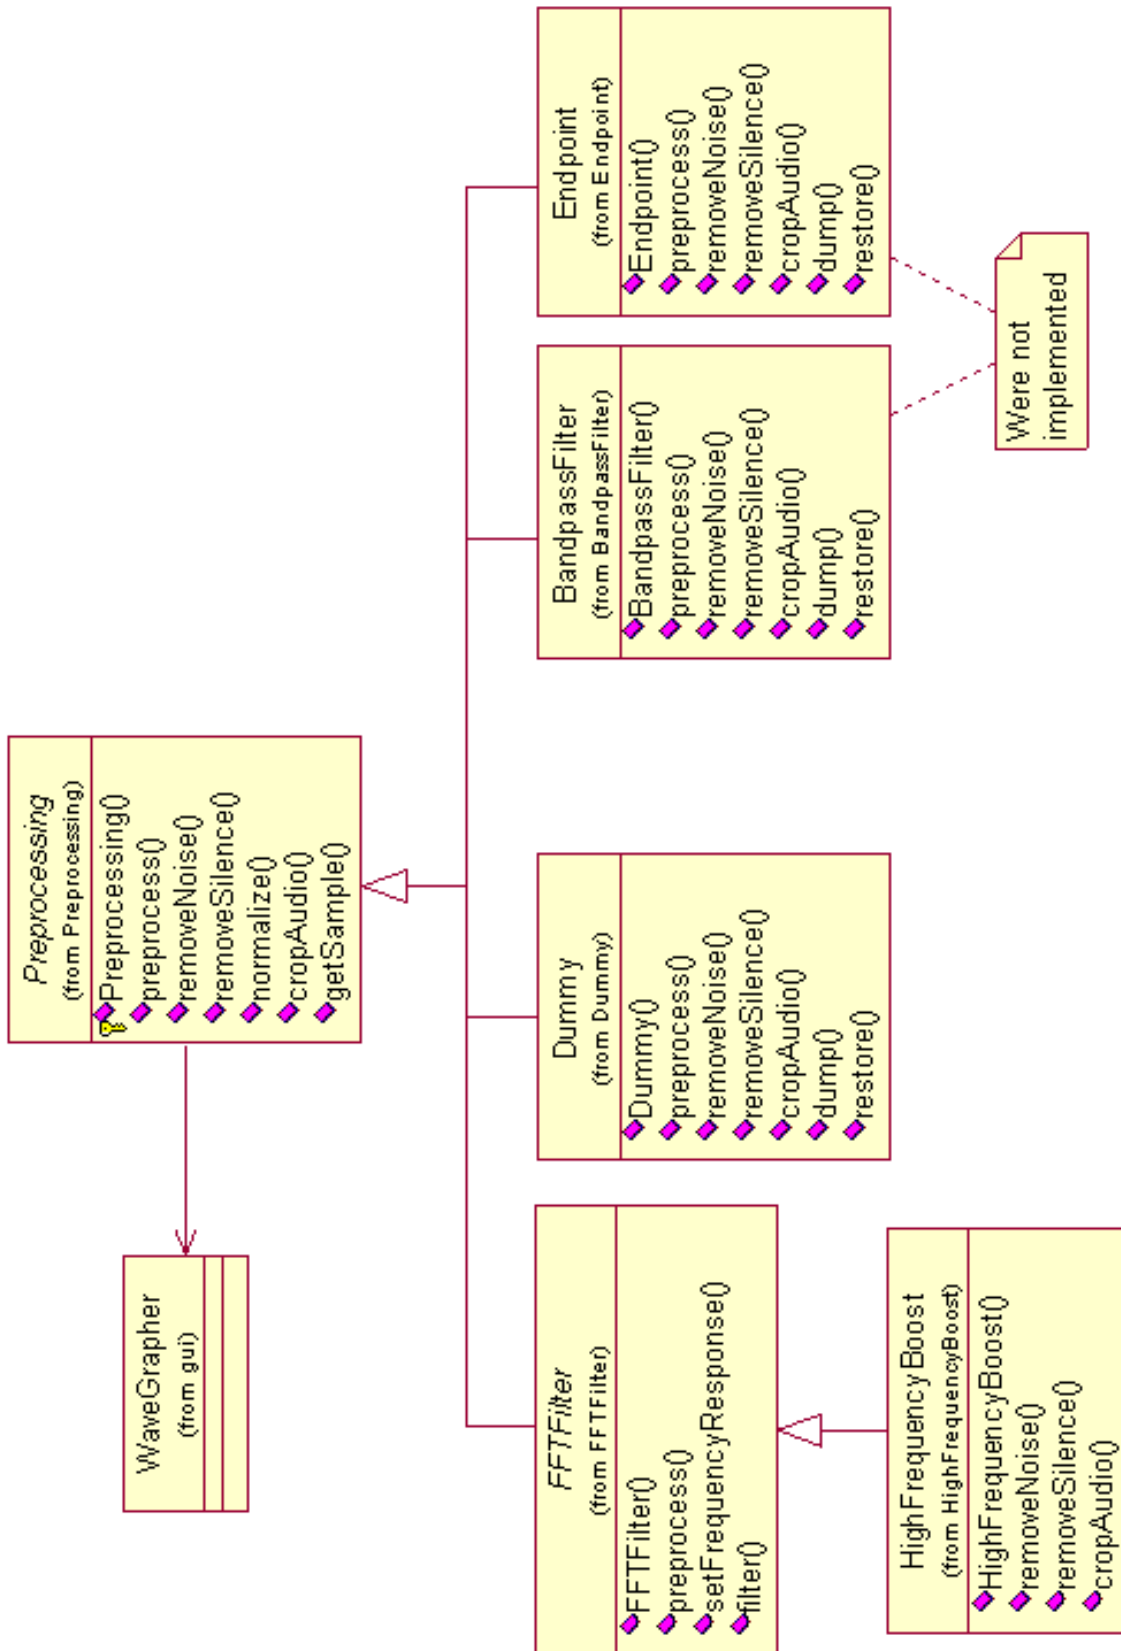 WaveGrapher
(from gui)
Preprocessing
(from Preprocessing)
Preprocessing()
preprocess()
removeNoise()
removeSilence()
normalize()
cropAudio()
getSample()
FFTFilter
(from FFTFilter)
FFTFilter()
preprocess()
setFrequencyResponse()
filter()
Dummy
(from Dummy)
Dummy()
preprocess()
removeNoise()
removeSilence()
cropAudio()
dump()
restore()
BandpassFilter
(from BandpassFilter)
BandpassFilter()
preprocess()
removeNoise()
removeSilence()
cropAudio()
dump()
restore()
Endpoint
(from Endpoint)
Endpoint()
preprocess()
removeNoise()
removeSilence()
cropAudio()
dump()
restore()
HighFrequencyBoost
(from HighFrequencyBoost)
HighFrequencyBoost()
removeNoise()
removeSilence()
cropAudio()
Were not
implemented